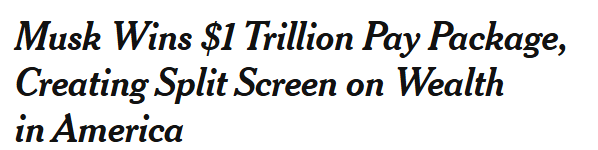 Musk Wins $1 Trillion Pay Package,
Creating Split Screen on Wealth
in America